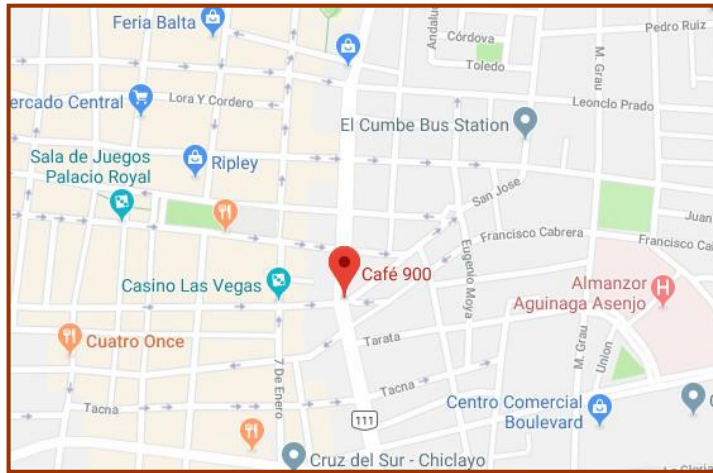 Feria Balta
Pedro Ruiz
Córdova
Toledo
M. Grau
ercado Central
Lora Y Cordero
Leoncio Prado
El Cumbe Bus Station
Sala de Juegos
Palacio Royal
Ripley
San Jose
Juan
Francisco Cabrera
Francisco Ca
Eugenio Moya
Café 900
Casino Las Vegas
Almanzor
Aguinaga Asenjo
H
Cuatro Once
Tarata
M. Grau
Union
7 De Enero
Tacna
Tacna
111
Centro Comercial
Boulevard
Cruz del Sur - Chiclayo